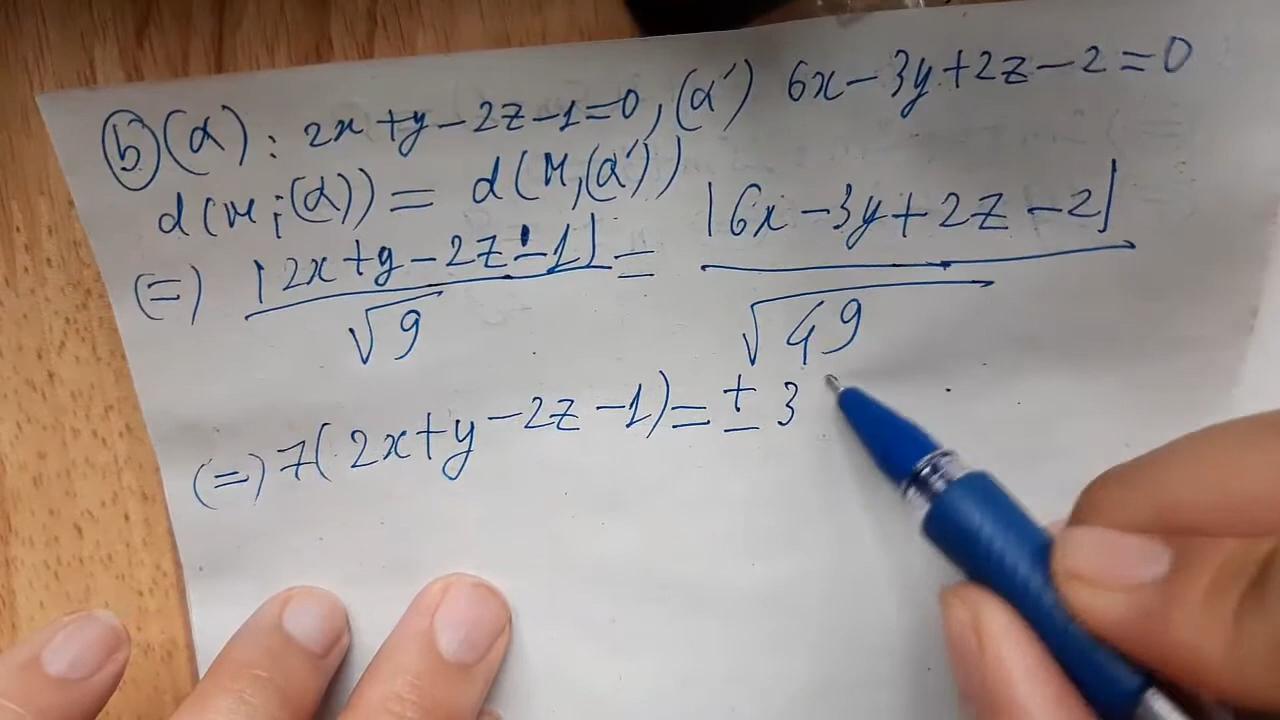 b (α): 2x+y-2z-1=0, (α') 6x-3y+2z-2=0
d(M;(α)) = d(M,(α'))
(=) |2x+y-2z-1|/√9 = |6x-3y+2z-2|/√49
(=) 7(2x+y-2z-1)=± 3